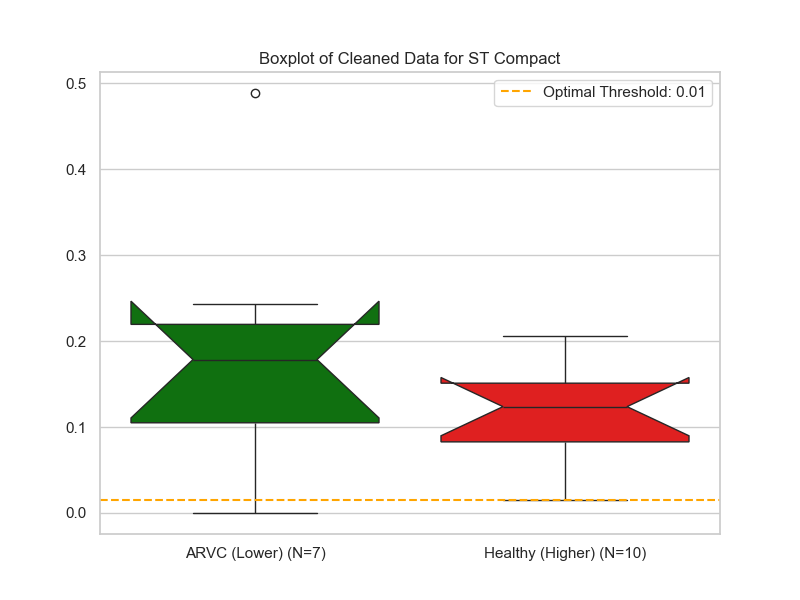 Boxplot of Cleaned Data for ST Compact
Optimal Threshold: 0.01
0.5
0.4
0.3
0.2
0.1
0.0
ARVC (Lower) (N=7)
Healthy (Higher) (N=10)